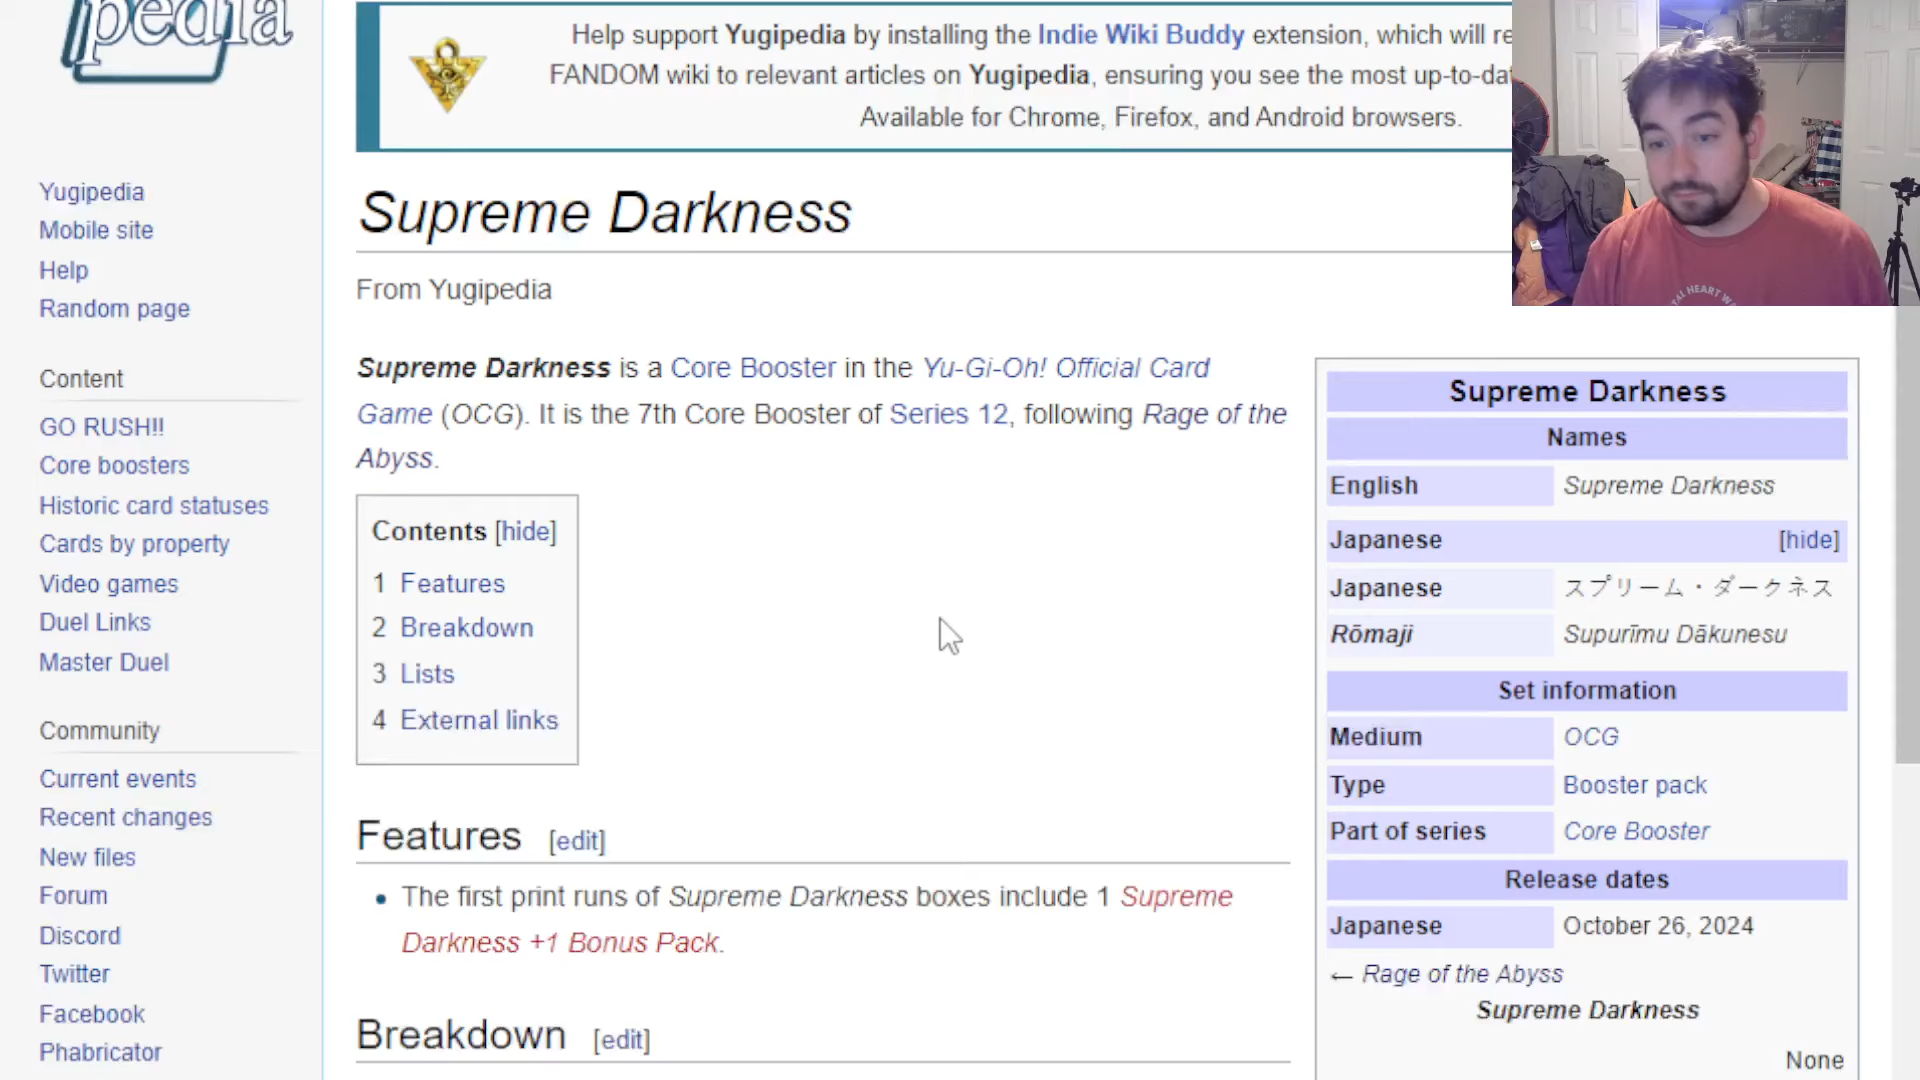 pedia
Help support Yugipedia by installing the Indie Wiki Buddy extension, which will re
FANDOM wiki to relevant articles on Yugipedia, ensuring you see the most up-to-dat
Available for Chrome, Firefox, and Android browsers.
Yugipedia
Mobile site
Help
Random page
Content
GO RUSH!!
Core boosters
Historic card statuses
Cards by property
Video games
Duel Links
Master Duel
Community
Current events
Recent changes
New files
Forum
Discord
Twitter
Facebook
Phabricator
Supreme Darkness
From Yugipedia
Supreme Darkness is a Core Booster in the Yu-Gi-Oh! Official Card
Game (OCG). It is the 7th Core Booster of Series 12, following Rage of the
Abyss.
Contents [hide]
1 Features
2 Breakdown
3 Lists
4 External links
Features [edit]
• The first print runs of Supreme Darkness boxes include 1 Supreme
Darkness +1 Bonus Pack.
Breakdown [edit]
Supreme Darkness
Names
English Supreme Darkness
Japanese [hide]
Japanese スプリーム・ダークネス
Rōmaji Supurīmu Dākunesu
Set information
Medium OCG
Type Booster pack
Part of series Core Booster
Release dates
Japanese October 26, 2024
← Rage of the Abyss
Supreme Darkness
None